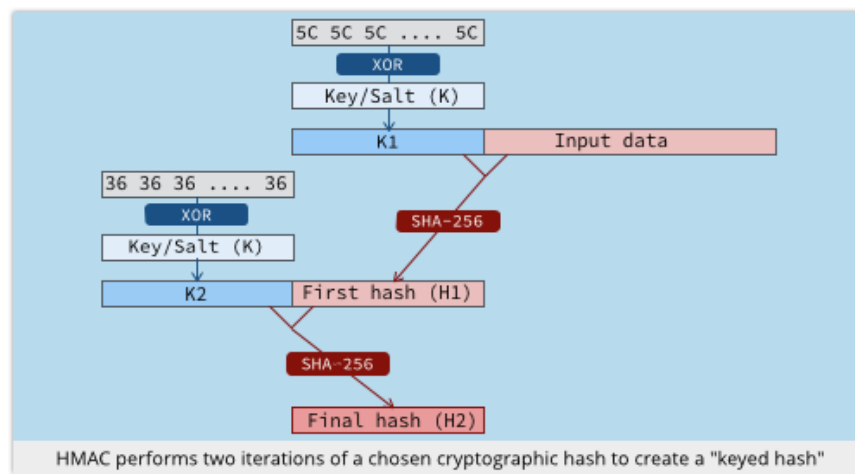 5C 5C 5C .... 5C
XOR
Key/Salt (K)
K1 Input data
36 36 36 .... 36
XOR
SHA-256
Key/Salt (K)
K2 First hash (H1)
SHA-256
Final hash (H2)
HMAC performs two iterations of a chosen cryptographic hash to create a "keyed hash"